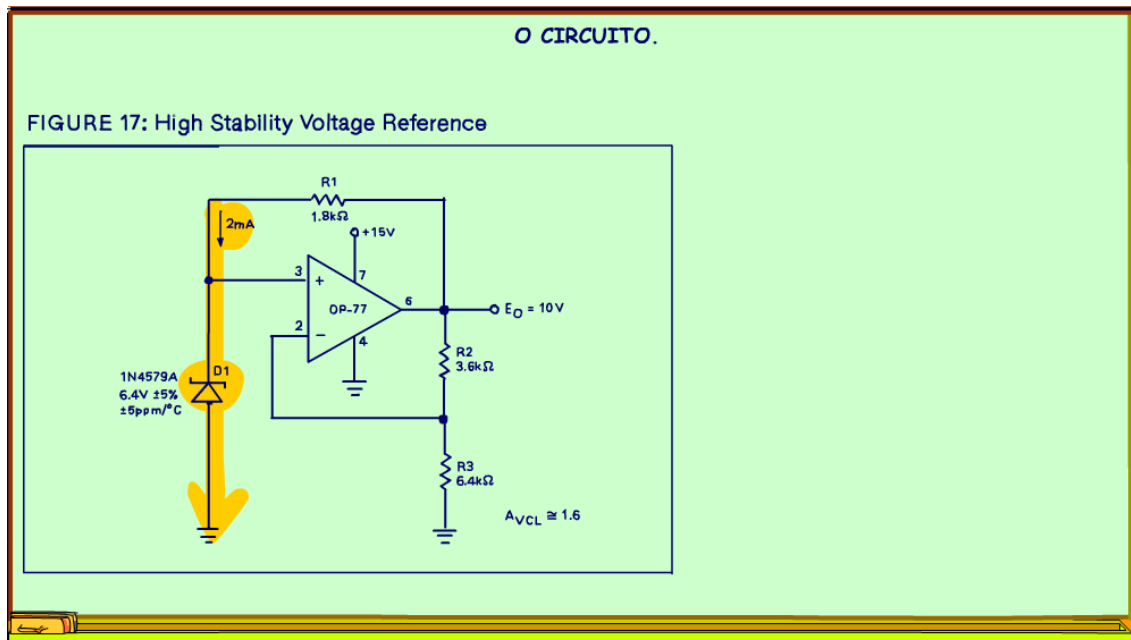 O CIRCUITO.
FIGURE 17: High Stability Voltage Reference
R1
1.8kΩ
2mA
+15V
3
+
7
OP-77
6
E_O = 10V
2
−
4
R2
3.6kΩ
1N4579A
6.4V ±5%
±5ppm/°C
D1
R3
6.4kΩ
A_VCL ≅ 1.6